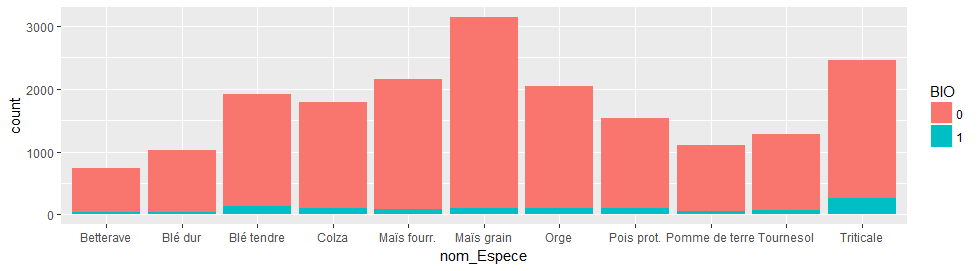 3000
2000
1000
0
count
Betterave Blé dur Blé tendre Colza Maïs fourr. Maïs grain Orge Pois prot. Pomme de terre Tournesol Triticale
nom_Espece
BIO
0
1